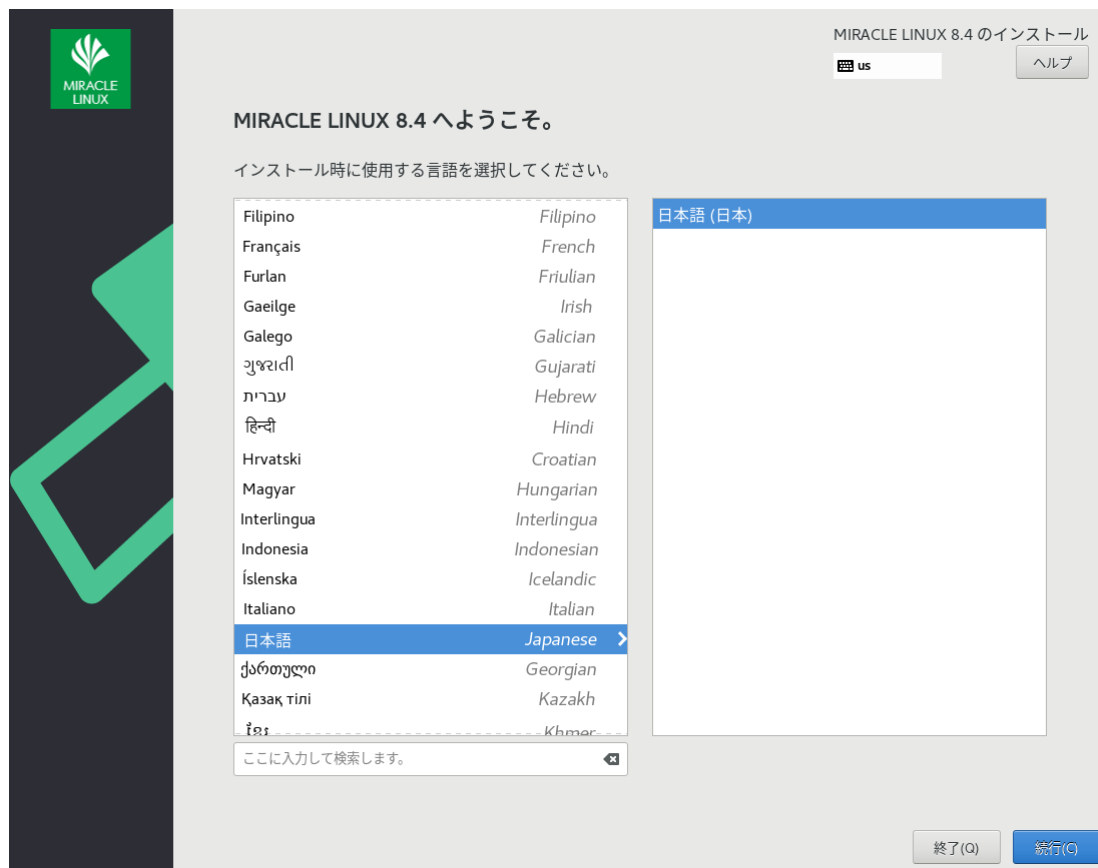 MIRACLE
LINUX
MIRACLE LINUX 8.4 のインストール
us
ヘルプ
MIRACLE LINUX 8.4 へようこそ。
インストール時に使用する言語を選択してください。
Filipino Filipino
Français French
Furlan Friulian
Gaeilge Irish
Galego Galician
ગુજરાતી Gujarati
עברית Hebrew
हिन्दी Hindi
Hrvatski Croatian
Magyar Hungarian
Interlingua Interlingua
Indonesia Indonesian
Íslenska Icelandic
Italiano Italian
日本語 Japanese
ქართული Georgian
Қазақ тілі Kazakh
ខ្មែរ Khmer
日本語 (日本)
ここに入力して検索します。
終了(Q)
続行(C)